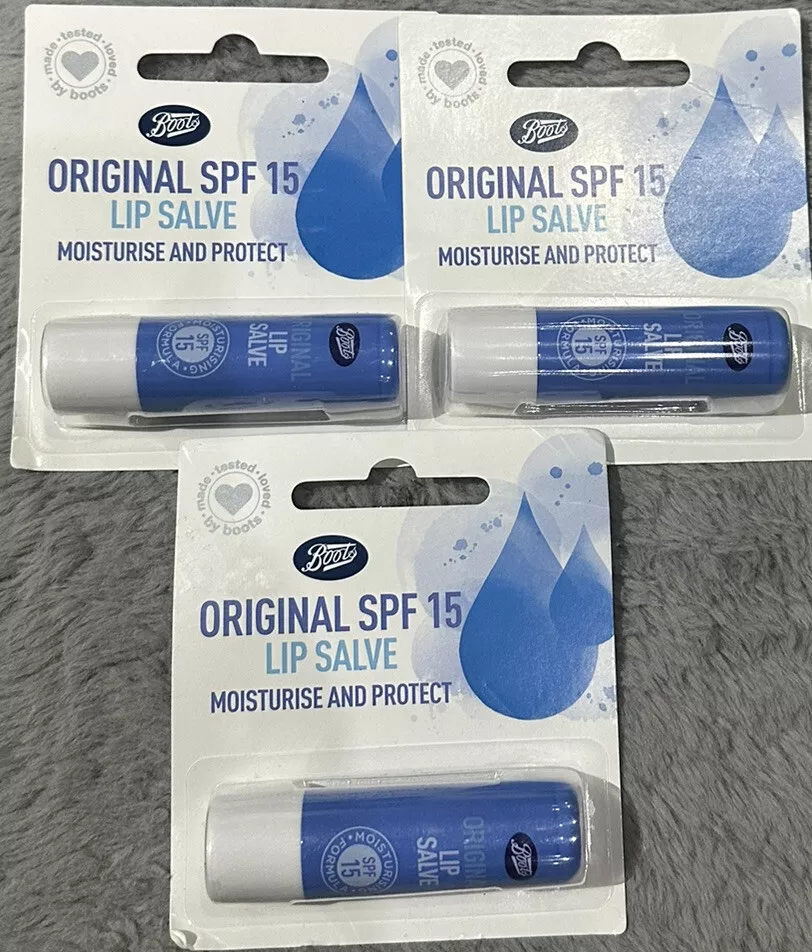 made·tested·loved
by boots
Boots
ORIGINAL SPF 15
LIP SALVE
MOISTURISE AND PROTECT
MOISTURISING
SPF
15
FORMULA
ORIGINAL
LIP
SALVE
Boots
made·tested·loved
by boots
Boots
ORIGINAL SPF 15
LIP SALVE
MOISTURISE AND PROTECT
MOISTURISING
SPF
15
FORMULA
ORIGINAL
LIP
SALVE
Boots
made·tested·loved
by boots
Boots
ORIGINAL SPF 15
LIP SALVE
MOISTURISE AND PROTECT
MOISTURISING
SPF
15
FORMULA
ORIGINAL
LIP
SALVE
Boots